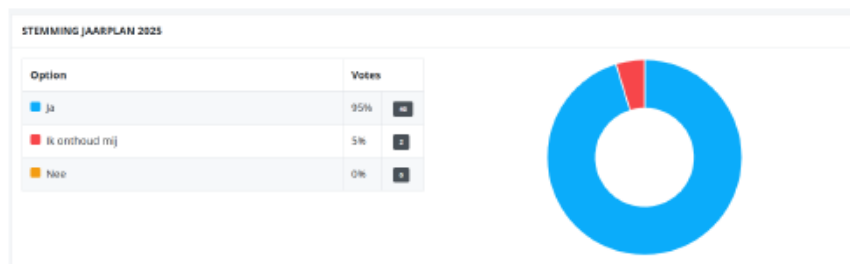 STEMMING JAARPLAN 2025
Option Votes
Ja 95%
Ik onthoud mij 5% 2
Nee 0% 0